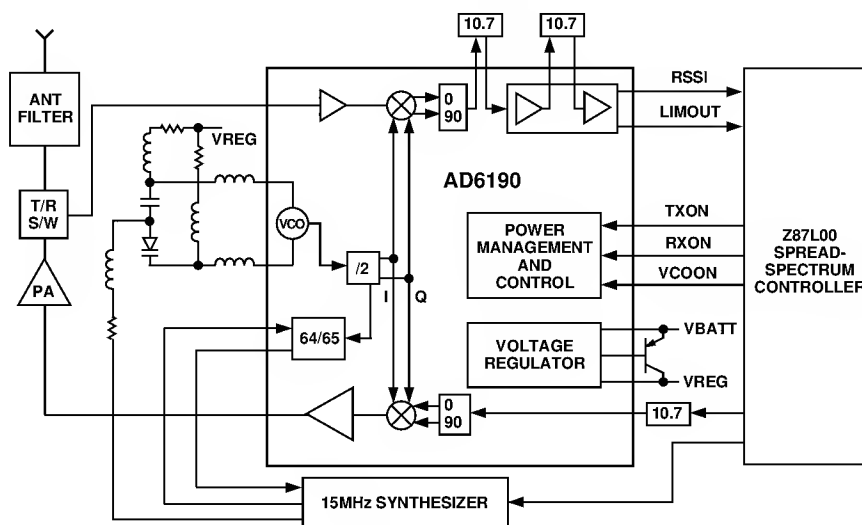 10.7
10.7
ANT
FILTER
VREG
0
90
RSSI
LIMOUT
AD6190
T/R
S/W
VCO
PA
/2
I
Q
64/65
POWER
MANAGEMENT
AND
CONTROL
TXON
RXON
VCOON
Z87L00
SPREAD-
SPECTRUM
CONTROLLER
VOLTAGE
REGULATOR
VBATT
VREG
0
90
10.7
15MHz SYNTHESIZER